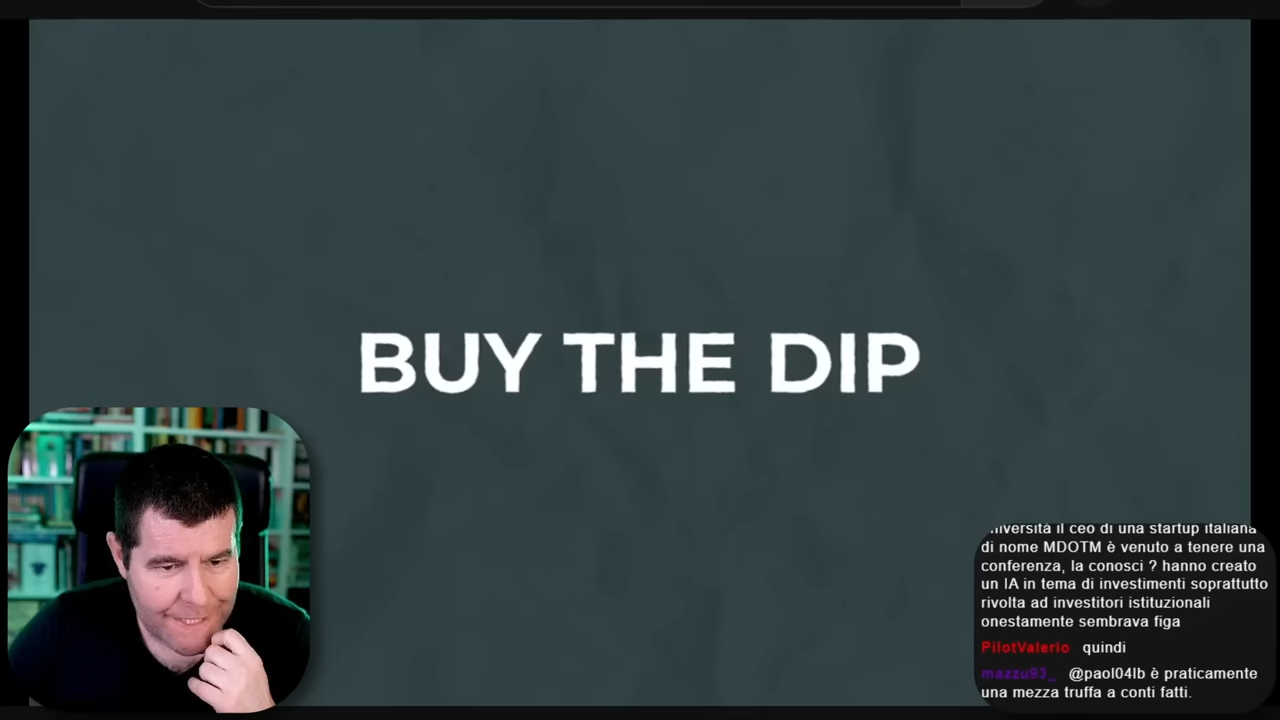 BUY THE DIP
università il ceo di una startup italiana
di nome MDOTM è venuto a tenere una
conferenza, la conosci ? hanno creato
un IA in tema di investimenti soprattutto
rivolta ad investitori istituzionali
onestamente sembrava figa
PilotValerio quindi
mazzu93_ @paol04lb è praticamente
una mezza truffa a conti fatti.